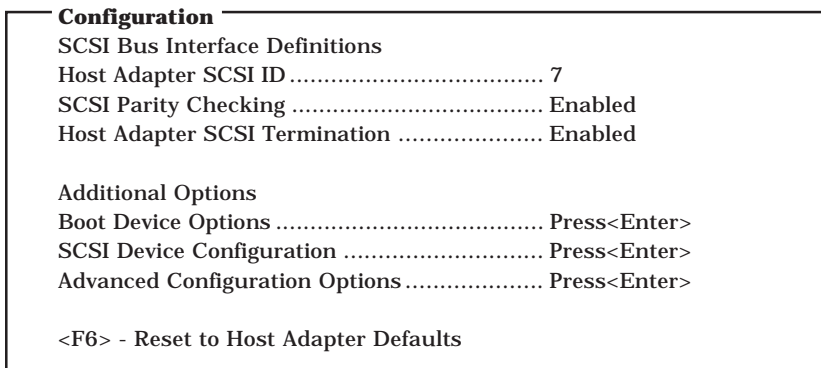 Configuration
SCSI Bus Interface Definitions
Host Adapter SCSI ID ..................................... 7
SCSI Parity Checking ..................................... Enabled
Host Adapter SCSI Termination ..................... Enabled
Additional Options
Boot Device Options ....................................... Press<Enter>
SCSI Device Configuration ............................. Press<Enter>
Advanced Configuration Options .................... Press<Enter>
<F6> - Reset to Host Adapter Defaults